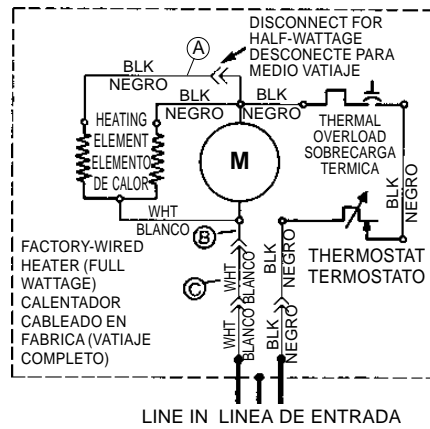 DISCONNECT FOR
HALF-WATTAGE
DESCONECTE PARA
MEDIO VATIAJE
A
BLK
NEGRO
BLK
NEGRO
BLK
NEGRO
HEATING
ELEMENT
ELEMENTO
DE CALOR
M
THERMAL
OVERLOAD
SOBRECARGA
TERMICA
BLK
NEGRO
WHT
BLANCO
B
FACTORY-WIRED
HEATER (FULL
WATTAGE)
CALENTADOR
CABLEADO EN
FABRICA (VATIAJE
COMPLETO)
C
WHT
BLANCO
BLK
NEGRO
THERMOSTAT
TERMOSTATO
WHT
BLANCO
BLK
NEGRO
LINE IN LINEA DE ENTRADA